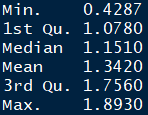 Min. 0.4287
1st Qu. 1.0780
Median 1.1510
Mean 1.3420
3rd Qu. 1.7560
Max. 1.8930